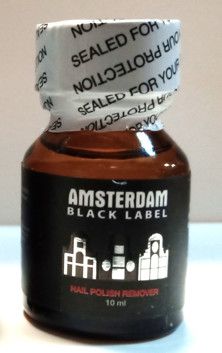 SEALED FOR YOUR PROTECTION
SEALED FOR YOUR PROTECTION
AMSTERDAM
BLACK LABEL
NAIL POLISH REMOVER
10 ml